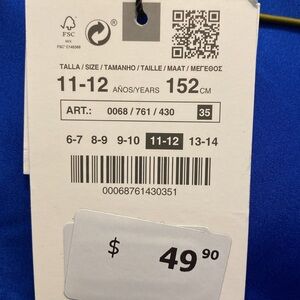 FSC
MIX
TALLA / SIZE / TAMANHO / TAILLE / MAAT / ΜΕΓΕΘΟΣ
11-12 AÑOS/YEARS 152 CM
ART.: 0068 / 761 / 430 35
6-7 8-9 9-10 11-12 13-14
00068761430351
$ 49 90